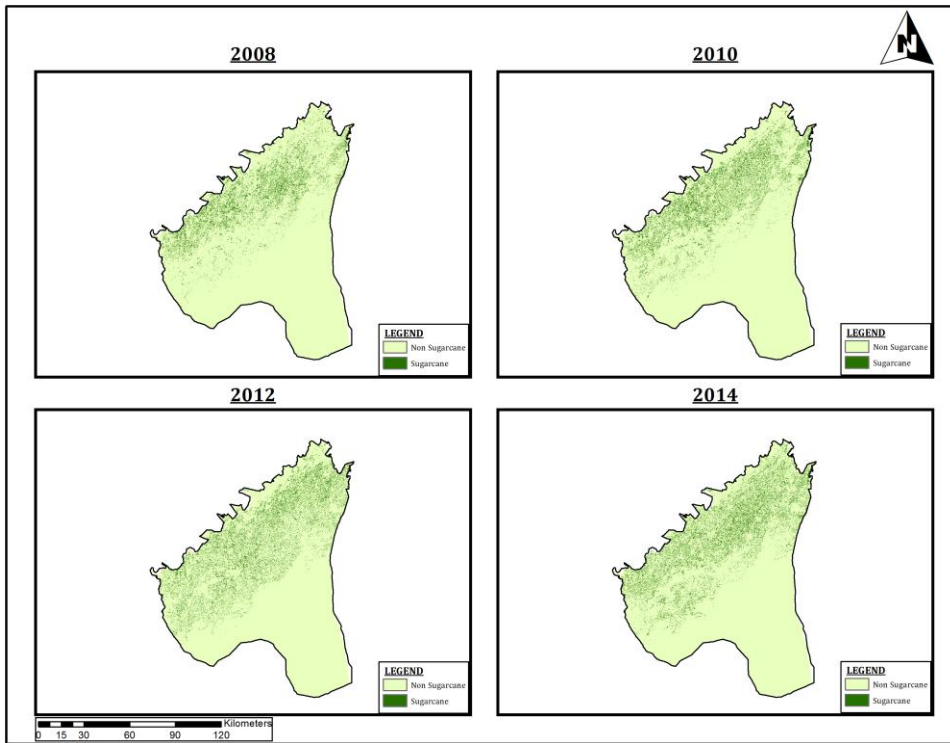 N
2008
2010
LEGEND
Non Sugarcane
Sugarcane
LEGEND
Non Sugarcane
Sugarcane
2012
2014
LEGEND
Non Sugarcane
Sugarcane
LEGEND
Non Sugarcane
Sugarcane
Kilometers
0 15 30 60 90 120